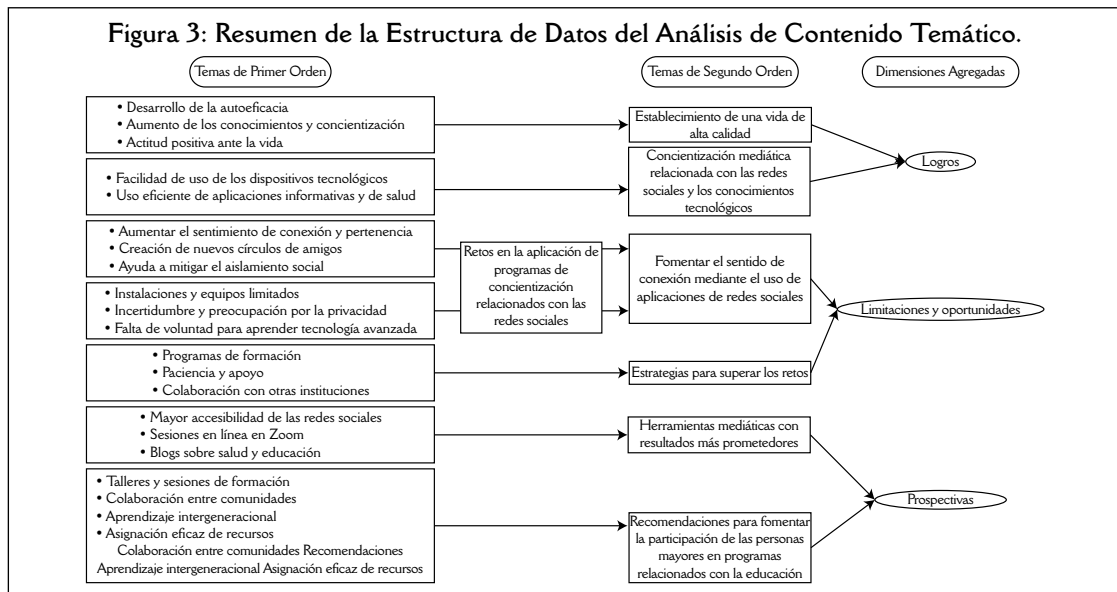 Figura 3: Resumen de la Estructura de Datos del Análisis de Contenido Temático.
Temas de Primer Orden
Temas de Segundo Orden
Dimensiones Agregadas
• Desarrollo de la autoeficacia
• Aumento de los conocimientos y concientización
• Actitud positiva ante la vida
Establecimiento de una vida de
alta calidad
Logros
• Facilidad de uso de los dispositivos tecnológicos
• Uso eficiente de aplicaciones informativas y de salud
Concientización mediática
relacionada con las redes
sociales y los conocimientos
tecnológicos
• Aumentar el sentimiento de conexión y pertenencia
• Creación de nuevos círculos de amigos
• Ayuda a mitigar el aislamiento social
Retos en la aplicación de
programas de
concientización
relacionados con las
redes sociales
Fomentar el sentido de
conexión mediante el uso de
aplicaciones de redes sociales
• Instalaciones y equipos limitados
• Incertidumbre y preocupación por la privacidad
• Falta de voluntad para aprender tecnología avanzada
Limitaciones y oportunidades
• Programas de formación
• Paciencia y apoyo
• Colaboración con otras instituciones
Estrategias para superar los retos
• Mayor accesibilidad de las redes sociales
• Sesiones en línea en Zoom
• Blogs sobre salud y educación
Herramientas mediáticas con
resultados más prometedores
Prospectivas
• Talleres y sesiones de formación
• Colaboración entre comunidades
• Aprendizaje intergeneracional
• Asignación eficaz de recursos
Colaboración entre comunidades Recomendaciones
Aprendizaje intergeneracional Asignación eficaz de recursos
Recomendaciones para fomentar
la participación de las personas
mayores en programas
relacionados con la educación